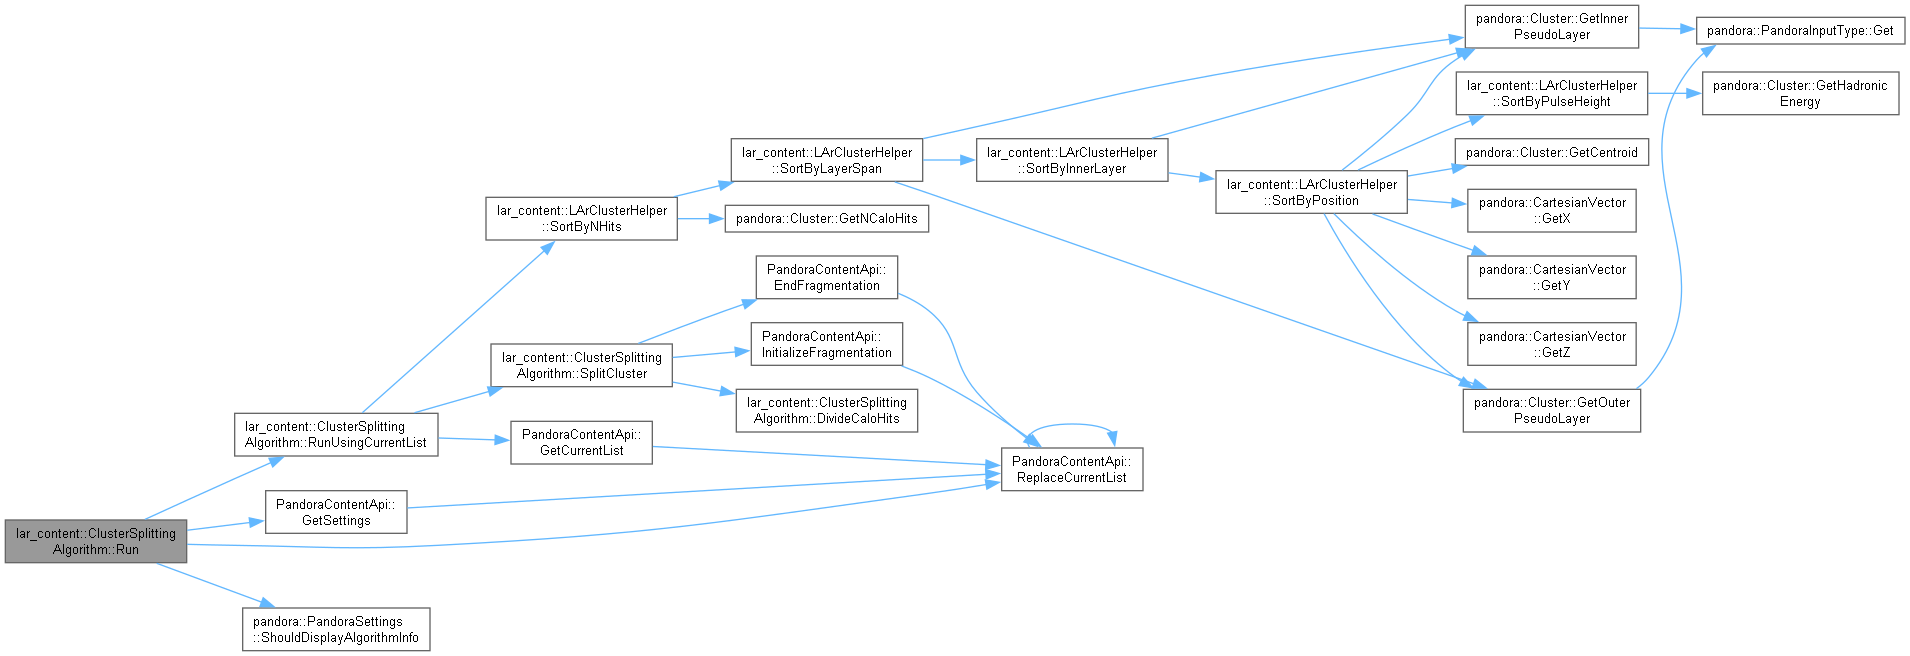 lar_content::ClusterSplitting
Algorithm::Run
lar_content::ClusterSplitting
Algorithm::RunUsingCurrentList
PandoraContentApi::
GetSettings
pandora::PandoraSettings
::ShouldDisplayAlgorithmInfo
lar_content::LArClusterHelper
::SortByNHits
lar_content::ClusterSplitting
Algorithm::SplitCluster
PandoraContentApi::
GetCurrentList
lar_content::LArClusterHelper
::SortByLayerSpan
pandora::Cluster::GetNCaloHits
PandoraContentApi::
EndFragmentation
PandoraContentApi::
InitializeFragmentation
lar_content::ClusterSplitting
Algorithm::DivideCaloHits
lar_content::LArClusterHelper
::SortByInnerLayer
PandoraContentApi::
ReplaceCurrentList
lar_content::LArClusterHelper
::SortByPosition
pandora::Cluster::GetInner
PseudoLayer
lar_content::LArClusterHelper
::SortByPulseHeight
pandora::Cluster::GetCentroid
pandora::CartesianVector
::GetX
pandora::CartesianVector
::GetY
pandora::CartesianVector
::GetZ
pandora::Cluster::GetOuter
PseudoLayer
pandora::PandoraInputType::Get
pandora::Cluster::GetHadronic
Energy